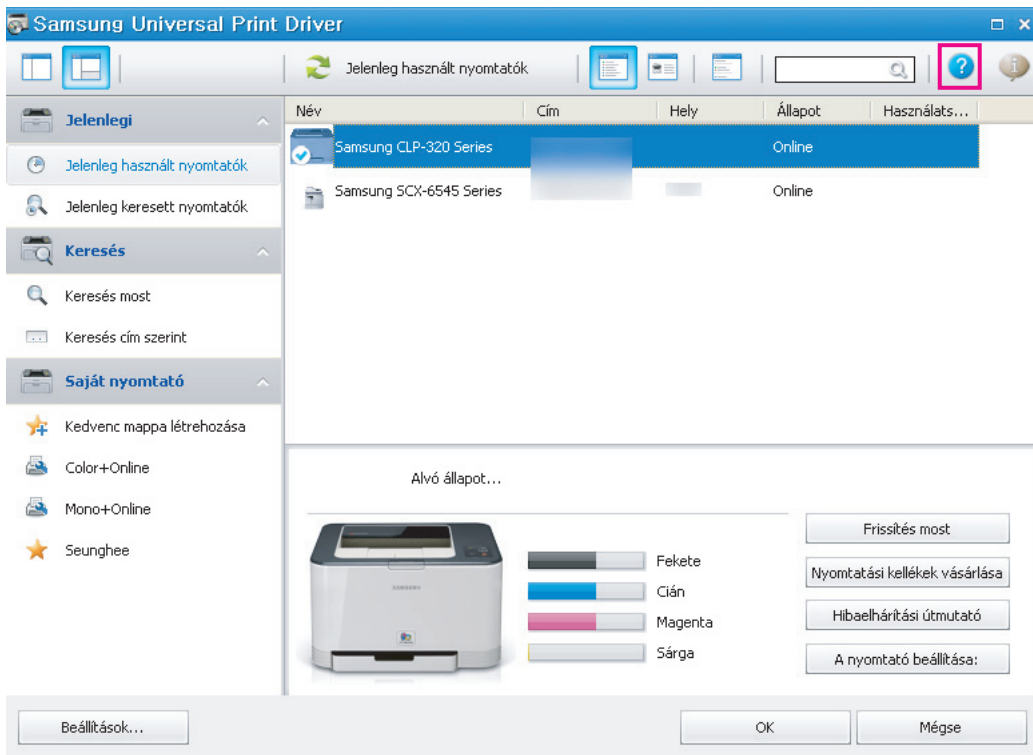 Samsung Universal Print Driver
Jelenleg használt nyomtatók
Jelenlegi
Jelenleg használt nyomtatók
Jelenleg keresett nyomtatók
Keresés
Keresés most
Keresés cím szerint
Saját nyomtató
Kedvenc mappa létrehozása
Color+Online
Mono+Online
Seunghee
Név Cím Hely Állapot Használats...
Samsung CLP-320 Series Online
Samsung SCX-6545 Series Online
Alvó állapot...
SAMSUNG
Fekete
Cián
Magenta
Sárga
Frissítés most
Nyomtatási kellékek vásárlása
Hibaelhárítási útmutató
A nyomtató beállítása:
Beállítások... OK Mégse